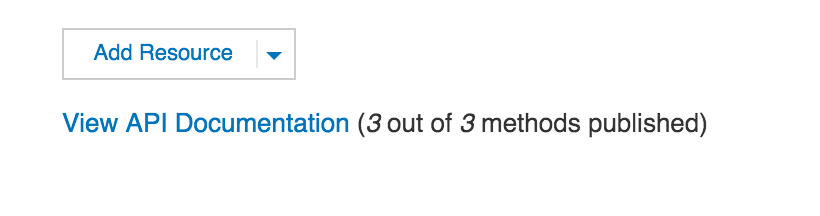 Add Resource
View API Documentation (3 out of 3 methods published)